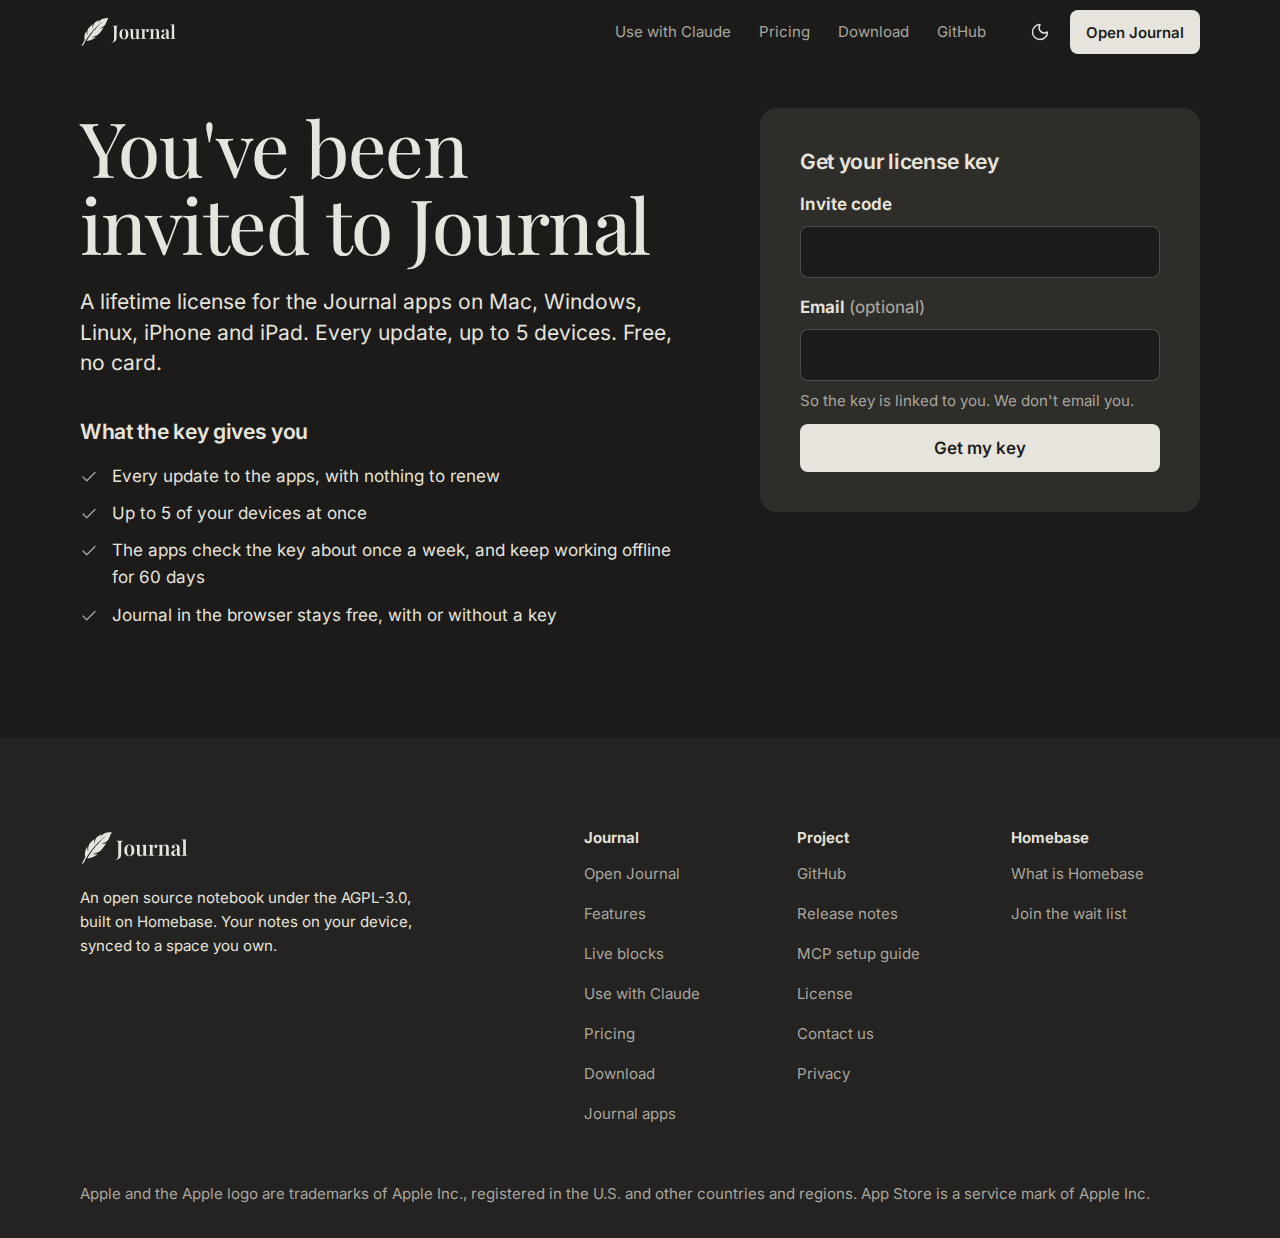 Journal
Use with Claude
Pricing
Download
GitHub
Open Journal
You've been
invited to Journal
A lifetime license for the Journal apps on Mac, Windows,
Linux, iPhone and iPad. Every update, up to 5 devices. Free,
no card.
What the key gives you
Every update to the apps, with nothing to renew
Up to 5 of your devices at once
The apps check the key about once a week, and keep working offline
for 60 days
Journal in the browser stays free, with or without a key
Get your license key
Invite code
Email (optional)
So the key is linked to you. We don't email you.
Get my key
Journal
An open source notebook under the AGPL-3.0,
built on Homebase. Your notes on your device,
synced to a space you own.
Journal
Open Journal
Features
Live blocks
Use with Claude
Pricing
Download
Journal apps
Project
GitHub
Release notes
MCP setup guide
License
Contact us
Privacy
Homebase
What is Homebase
Join the wait list
Apple and the Apple logo are trademarks of Apple Inc., registered in the U.S. and other countries and regions. App Store is a service mark of Apple Inc.